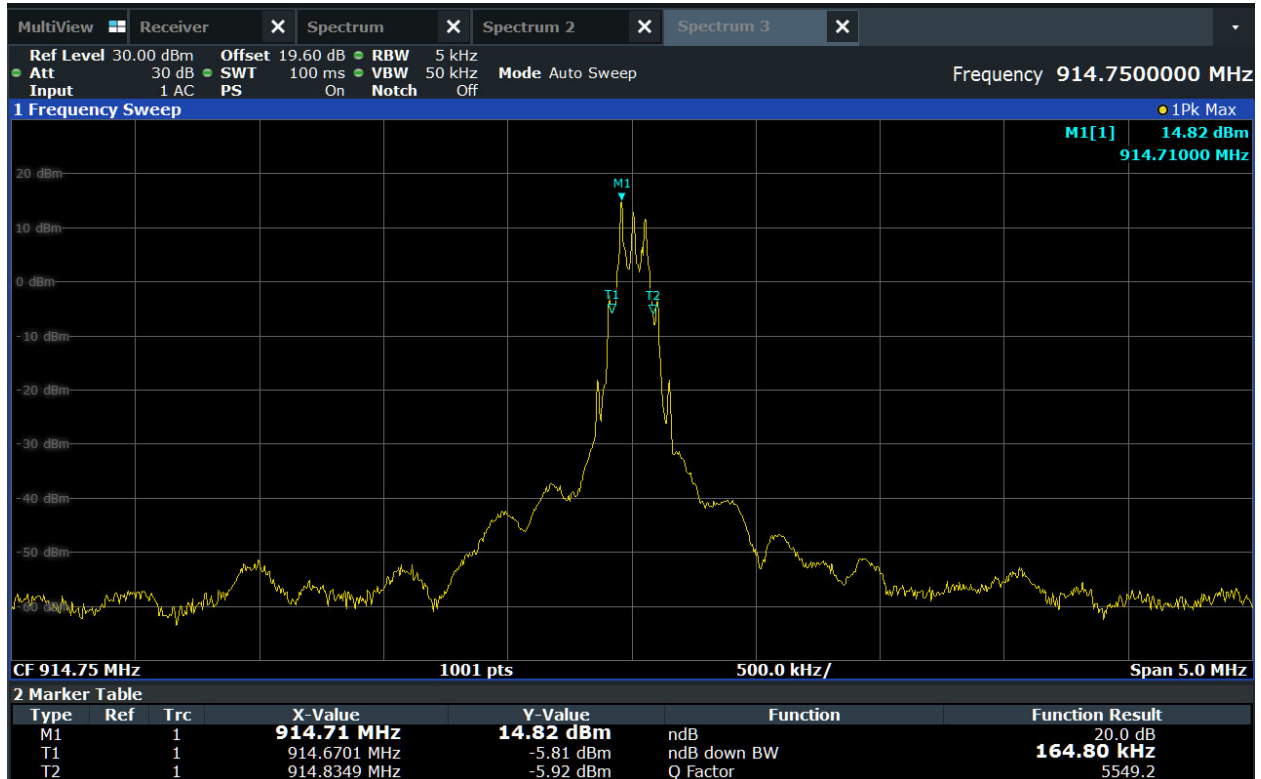 MultiView Receiver X Spectrum X Spectrum 2 X Spectrum 3 X
Ref Level 30.00 dBm Offset 19.60 dB RBW 5 kHz
Att 30 dB SWT 100 ms VBW 50 kHz Mode Auto Sweep Frequency 914.7500000 MHz
Input 1 AC PS On Notch Off
1 Frequency Sweep 1Pk Max
M1[1] 14.82 dBm
914.71000 MHz
20 dBm
M1
10 dBm
0 dBm
T1 T2
-10 dBm
-20 dBm
-30 dBm
-40 dBm
-50 dBm
-60 dBm
CF 914.75 MHz 1001 pts 500.0 kHz/ Span 5.0 MHz
2 Marker Table
Type Ref Trc X-Value Y-Value Function Function Result
M1 1 914.71 MHz 14.82 dBm ndB 20.0 dB
T1 1 914.6701 MHz -5.81 dBm ndB down BW 164.80 kHz
T2 1 914.8349 MHz -5.92 dBm Q Factor 5549.2